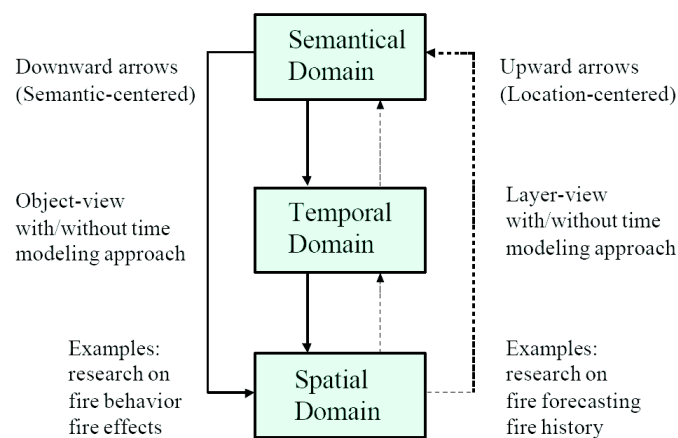 Semantical
Domain
Downward arrows
(Semantic-centered)
Upward arrows
(Location-centered)
Object-view
with/without time
modeling approach
Temporal
Domain
Layer-view
with/without time
modeling approach
Examples:
research on
fire behavior
fire effects
Spatial
Domain
Examples:
research on
fire forecasting
fire history